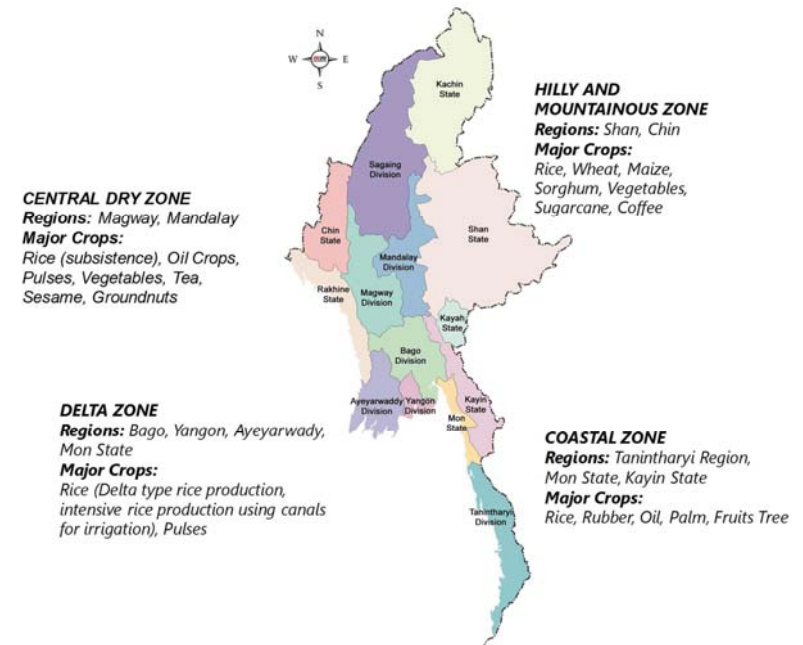 N
W E
S
Kachin
State
HILLY AND
MOUNTAINOUS ZONE
Regions: Shan, Chin
Major Crops:
Rice, Wheat, Maize,
Sorghum, Vegetables,
Sugarcane, Coffee
Sagaing
Division
CENTRAL DRY ZONE
Regions: Magway, Mandalay
Major Crops:
Rice (subsistence), Oil Crops,
Pulses, Vegetables, Tea,
Sesame, Groundnuts
Chin
State
Shan
State
Mandalay
Division
Rakhine
State
Magway
Division
Kayah
State
Bago
Division
Ayeyarwaddy
Division
Yangon
Division
Kayin
State
Mon
State
DELTA ZONE
Regions: Bago, Yangon, Ayeyarwady,
Mon State
Major Crops:
Rice (Delta type rice production,
intensive rice production using canals
for irrigation), Pulses
COASTAL ZONE
Regions: Tanintharyi Region,
Mon State, Kayin State
Major Crops:
Rice, Rubber, Oil, Palm, Fruits Tree
Tanintharyi
Division